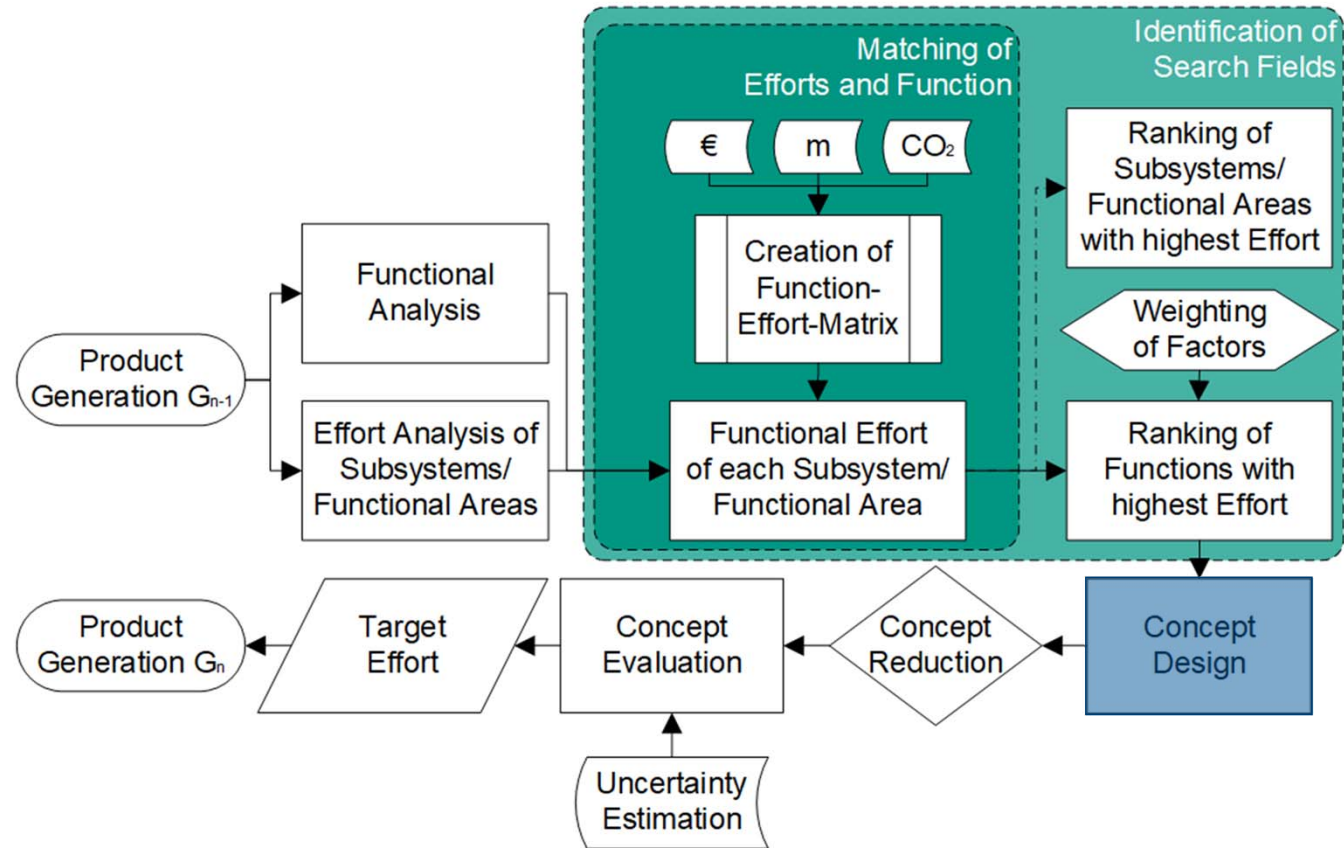 Identification of
Search Fields
Matching of
Efforts and Function
€
m
CO₂
Ranking of
Subsystems/
Functional Areas
with highest Effort
Functional
Analysis
Creation of
Function-
Effort-Matrix
Weighting
of Factors
Product
Generation Gₙ₋₁
Effort Analysis of
Subsystems/
Functional Areas
Functional Effort
of each Subsystem/
Functional Area
Ranking of
Functions with
highest Effort
Product
Generation Gₙ
Target
Effort
Concept
Evaluation
Concept
Reduction
Concept
Design
Uncertainty
Estimation